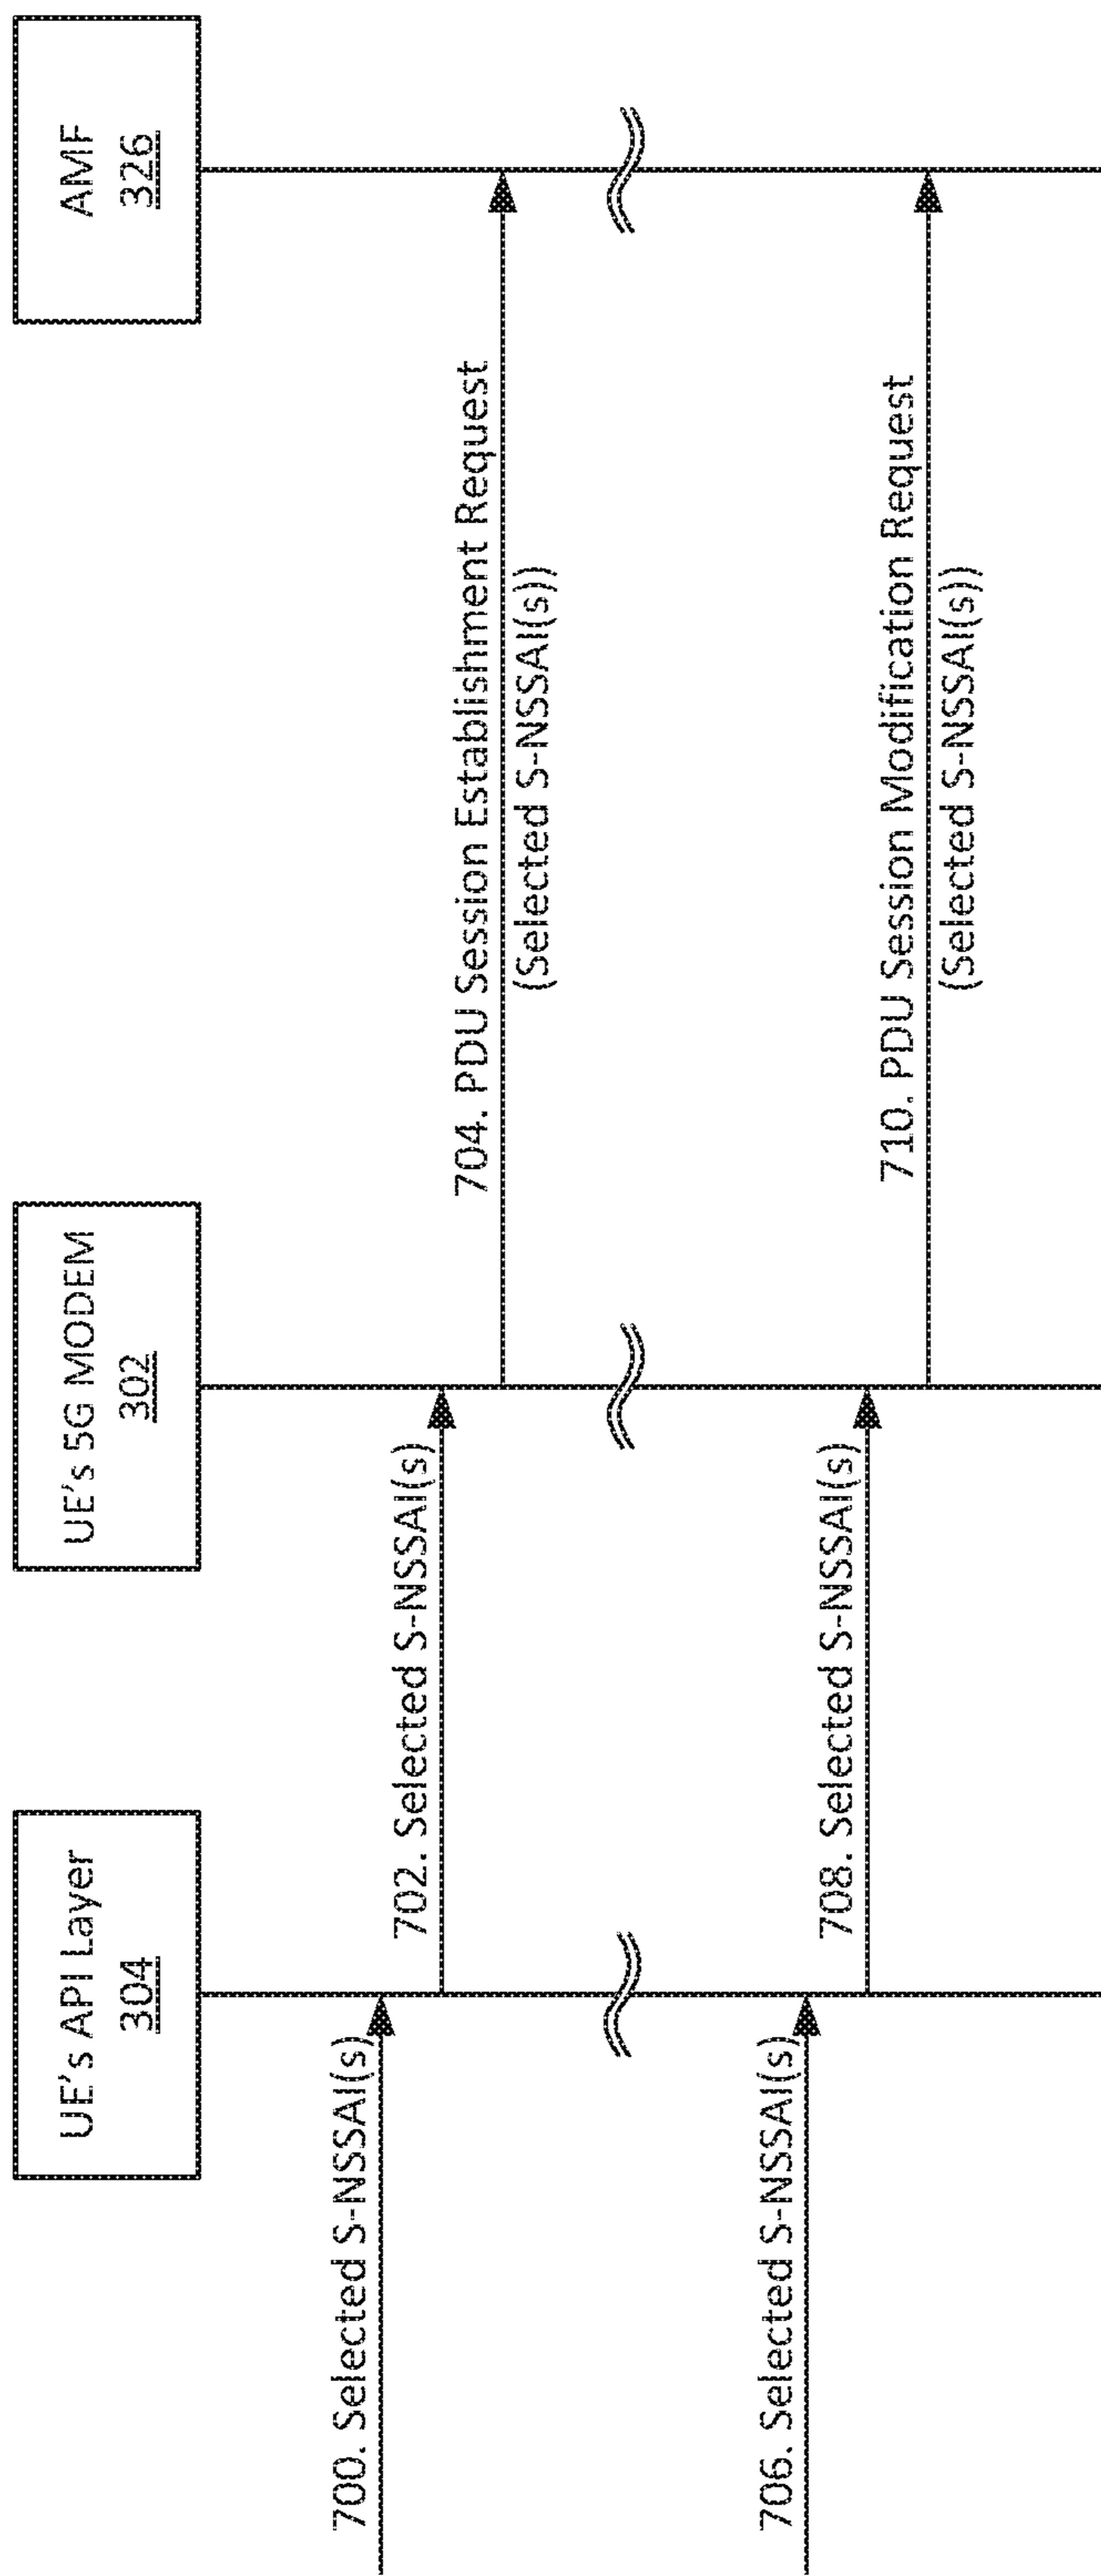 UE's API Layer
304
UE's 5G MODEM
302
AMF
326
700. Selected S-NSSAI(s)
702. Selected S-NSSAI(s)
704. PDU Session Establishment Request
(Selected S-NSSAI(s))
706. Selected S-NSSAI(s)
708. Selected S-NSSAI(s)
710. PDU Session Modification Request
(Selected S-NSSAI(s))